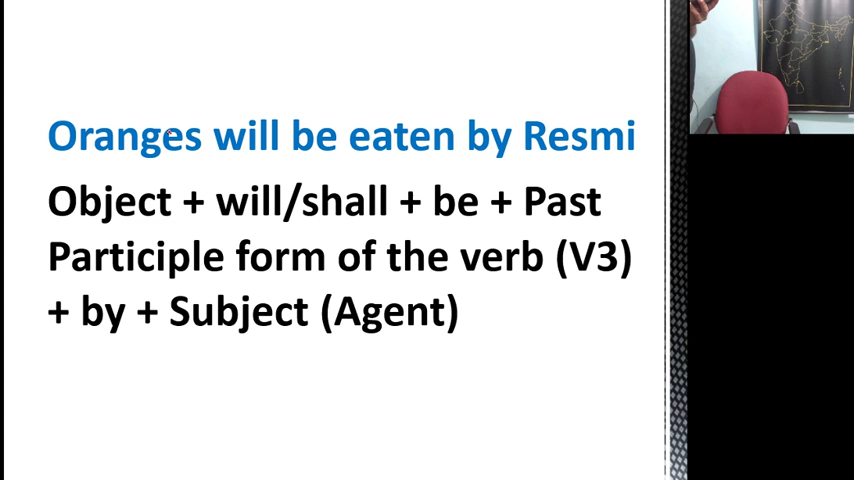 Oranges will be eaten by Resmi
Object + will/shall + be + Past
Participle form of the verb (V3)
+ by + Subject (Agent)